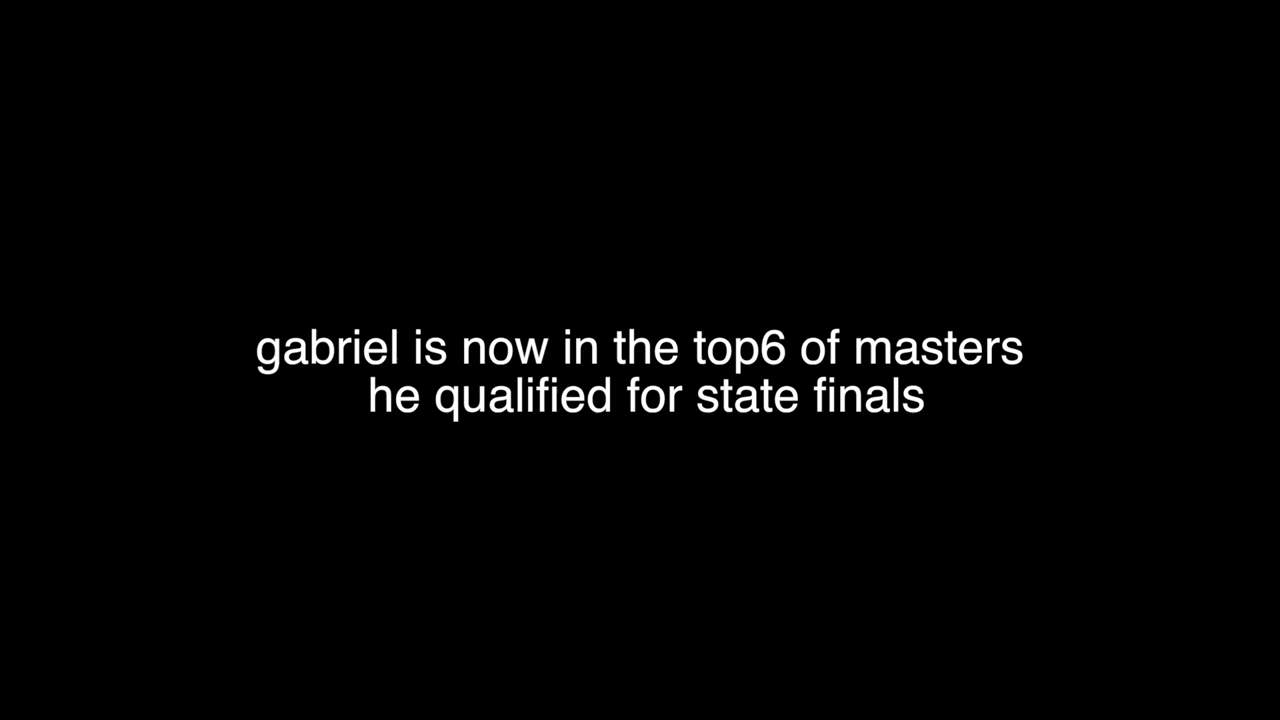 gabriel is now in the top6 of masters
he qualified for state finals